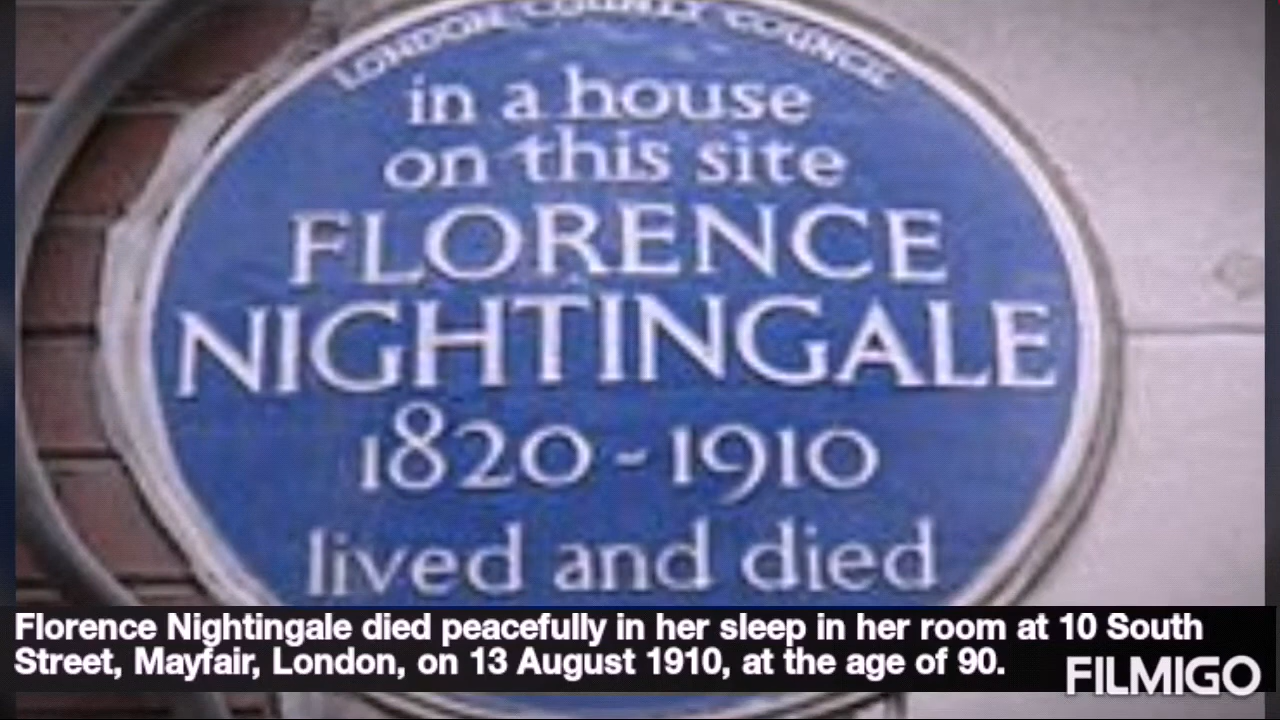 LONDON COUNTY COUNCIL
in a house
on this site
FLORENCE
NIGHTINGALE
1820-1910
lived and died
Florence Nightingale died peacefully in her sleep in her room at 10 South
Street, Mayfair, London, on 13 August 1910, at the age of 90.
FILMIGO